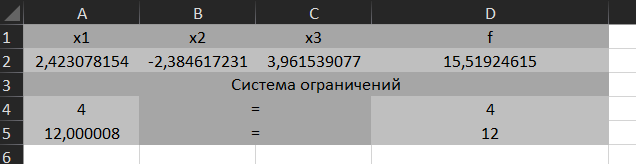 A B C D
1 x1 x2 x3 f
2 2,423078154 -2,384617231 3,961539077 15,51924615
3 Система ограничений
4 4 = 4
5 12,000008 = 12
6